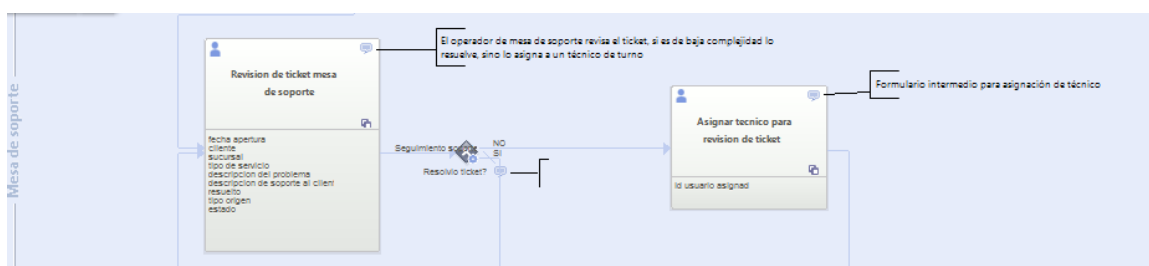 Mesa de soporte
El operador de mesa de soporte revisa el ticket, si es de baja complejidad lo
resuelve, sino lo asigna a un técnico de turno
Revision de ticket mesa
de soporte
fecha apertura
cliente
sucursal
tipo de servicio
descripcion del problema
descripcion de soporte al client
resuelto
tipo origen
estado
Seguimiento
NO
SI
Resolvio ticket?
Formulario intermedio para asignación de técnico
Asignar tecnico para
revision de ticket
id usuario asignad